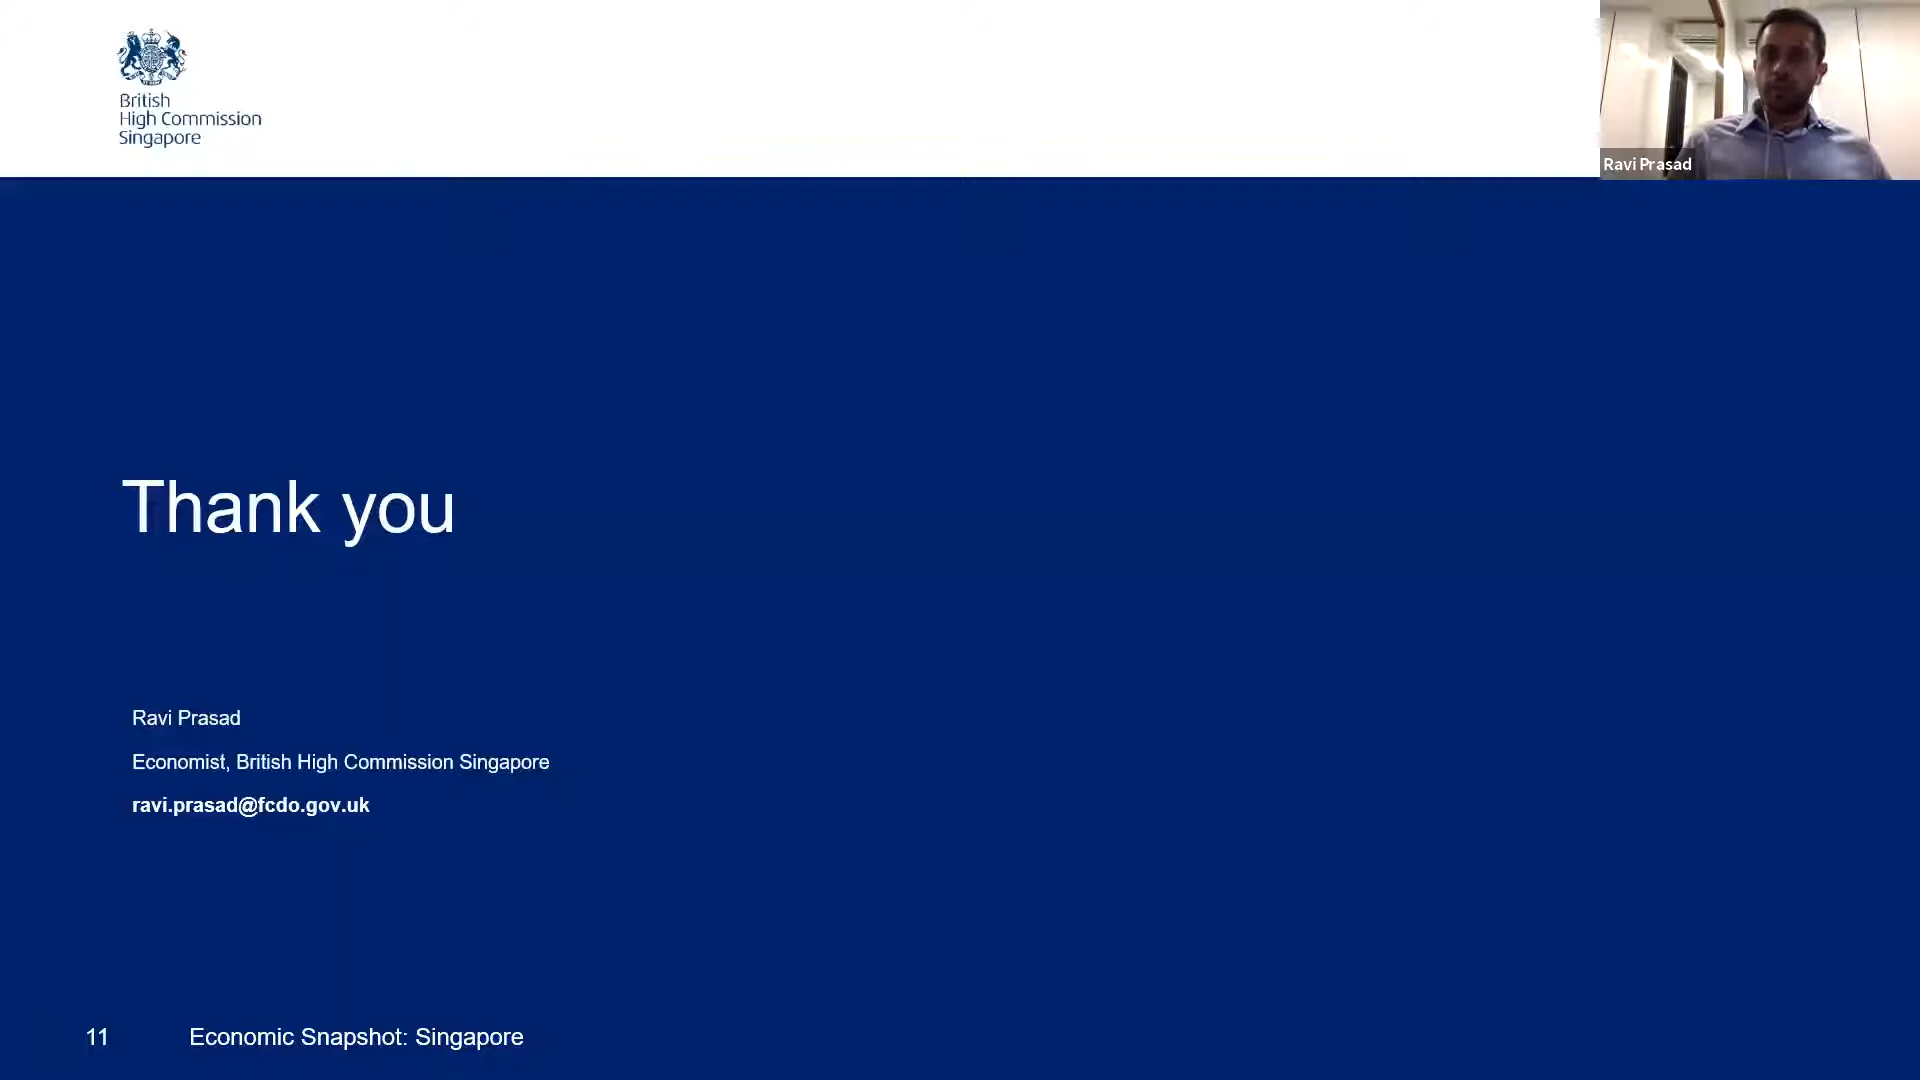 British
High Commission
Singapore
Ravi Prasad
Thank you
Ravi Prasad
Economist, British High Commission Singapore
ravi.prasad@fcdo.gov.uk
11 Economic Snapshot: Singapore